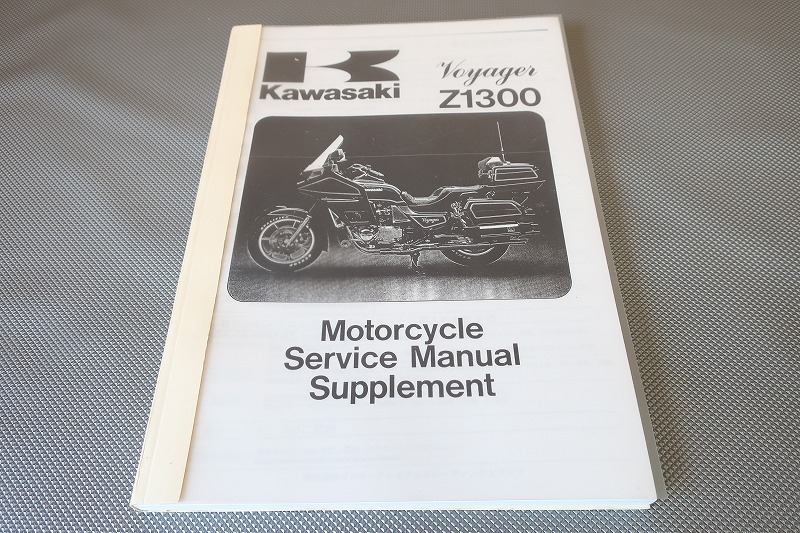 Kawasaki
Voyager
Z1300
Motorcycle
Service Manual
Supplement